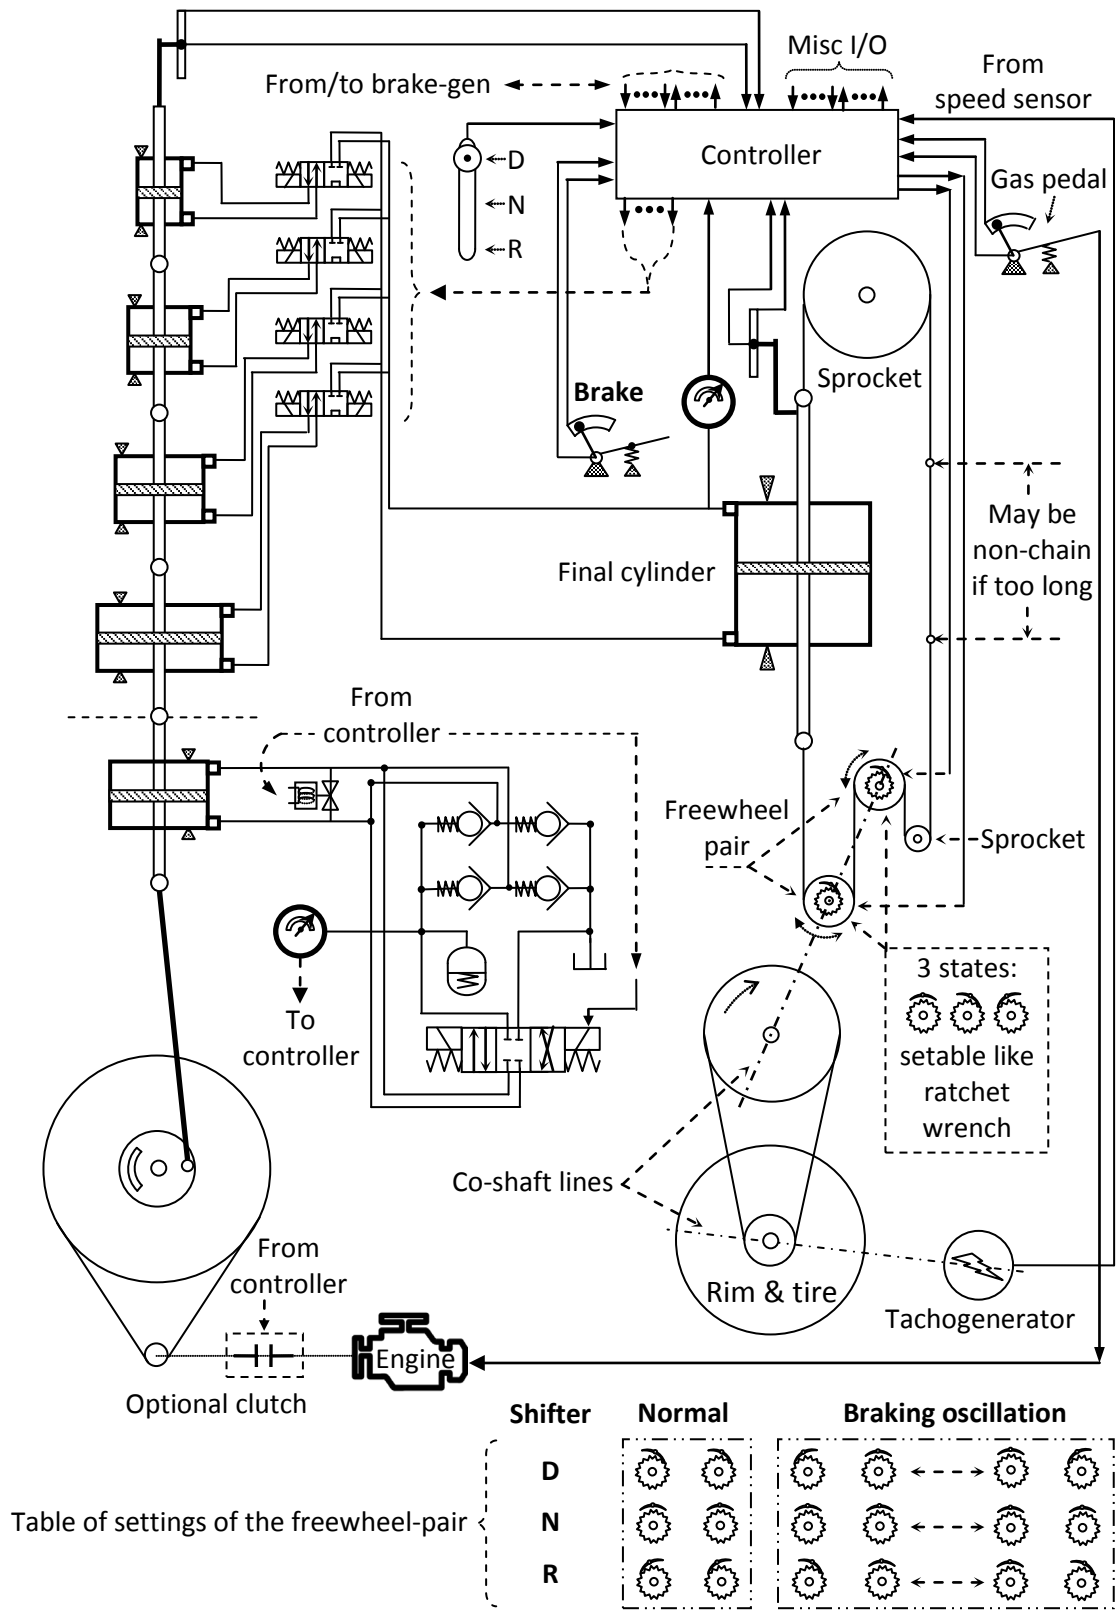 Misc I/O
From/to brake-gen
From
speed sensor
Controller
D
N
R
Gas pedal
Sprocket
Brake
May be
non-chain
if too long
Final cylinder
From
controller
Freewheel
pair
Sprocket
3 states:
setable like
ratchet
wrench
To
controller
Co-shaft lines
From
controller
Rim & tire
Tachogenerator
Engine
Optional clutch
Shifter Normal Braking oscillation
D
Table of settings of the freewheel-pair N
R